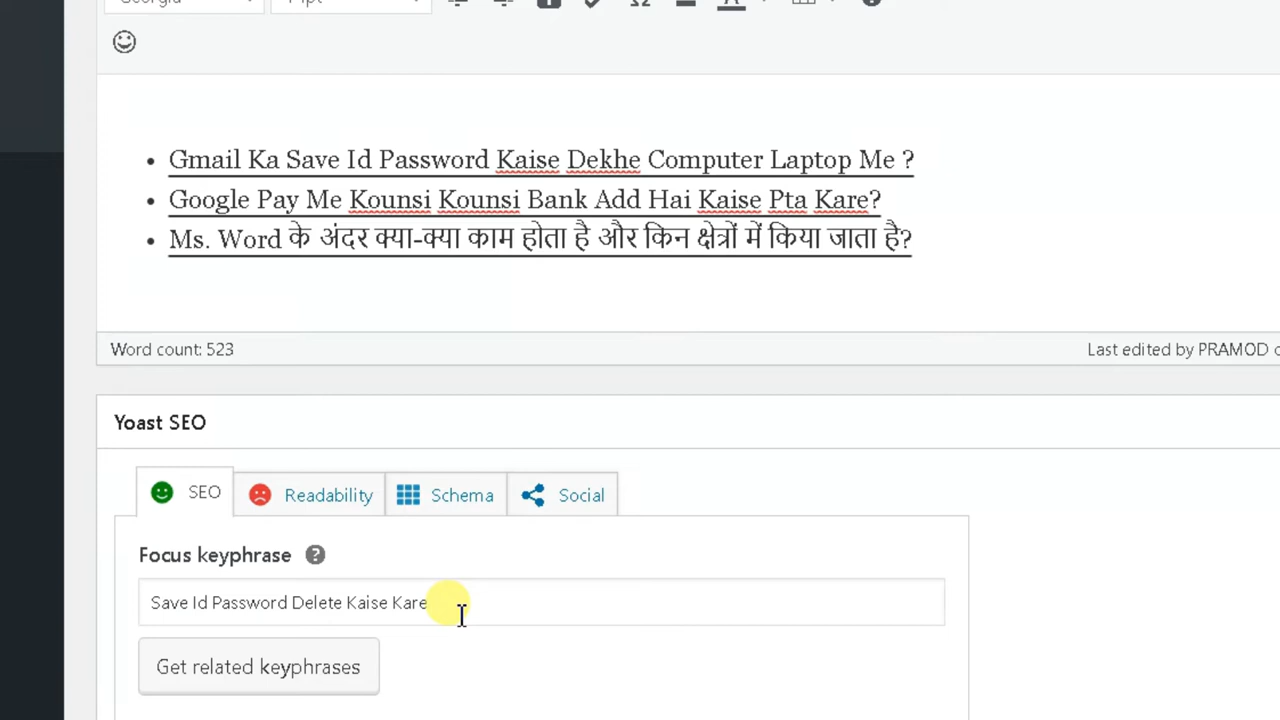 Gmail Ka Save Id Password Kaise Dekhe Computer Laptop Me ?
Google Pay Me Kounsi Kounsi Bank Add Hai Kaise Pta Kare?
Ms. Word के अंदर क्या-क्या काम होता है और किन क्षेत्रों में किया जाता है?
Word count: 523
Last edited by PRAMOD
Yoast SEO
SEO Readability Schema Social
Focus keyphrase
Save Id Password Delete Kaise Kare
Get related keyphrases